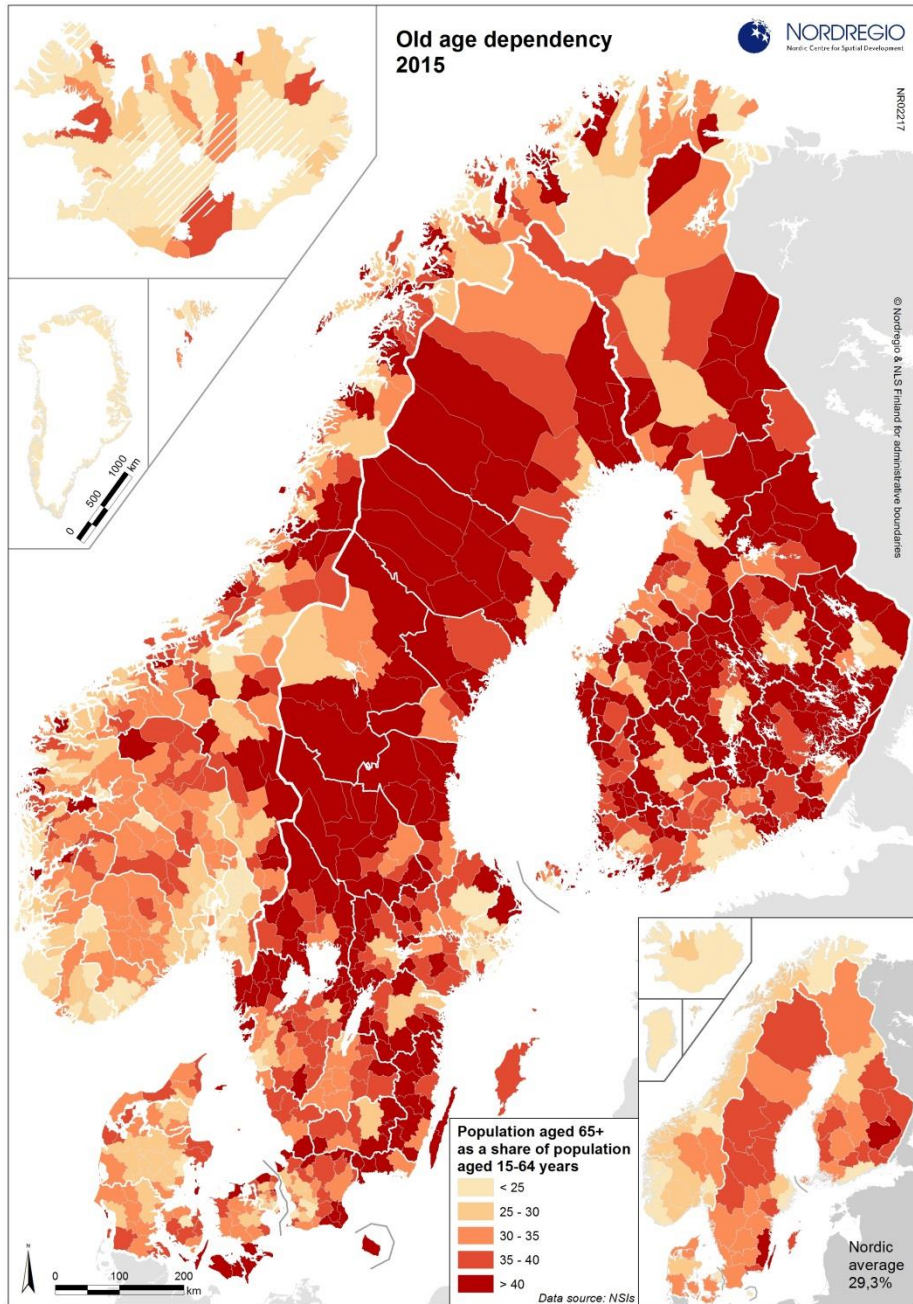 Old age dependency
2015
NORDREGIO
Nordic Centre for Spatial Development
NR02217
© Nordregio & NLS Finland for administrative boundaries
0 500 1000
km
Population aged 65+
as a share of population
aged 15-64 years
< 25
25 - 30
30 - 35
35 - 40
> 40
Data source: NSIs
Nordic
average
29,3%
N
0 100 200
km